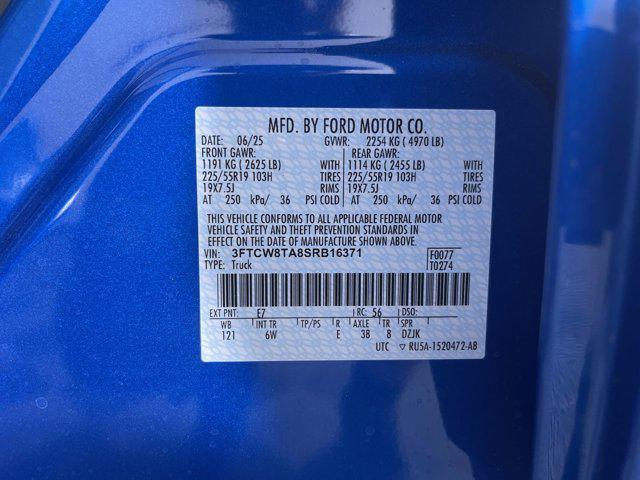 MFD. BY FORD MOTOR CO.
DATE: 06/25 GVWR: 2254 KG ( 4970 LB)
FRONT GAWR: REAR GAWR:
1191 KG ( 2625 LB) WITH 1114 KG ( 2455 LB) WITH
225/55R19 103H TIRES 225/55R19 103H TIRES
19X7.5J RIMS 19X7.5J RIMS
AT 250 kPa/ 36 PSI COLD AT 250 kPa/ 36 PSI COLD
THIS VEHICLE CONFORMS TO ALL APPLICABLE FEDERAL MOTOR
VEHICLE SAFETY AND THEFT PREVENTION STANDARDS IN
EFFECT ON THE DATE OF MANUFACTURE SHOWN ABOVE.
VIN: 3FTCW8TA8SRB16371 F0077
TYPE: Truck T0274
EXT PNT: E7 RC: 56 DSO:
WB INT TR TP/PS R AXLE TR SPR
121 6W E 38 8 DZJK
UTC ▽ RU5A-1520472-AB